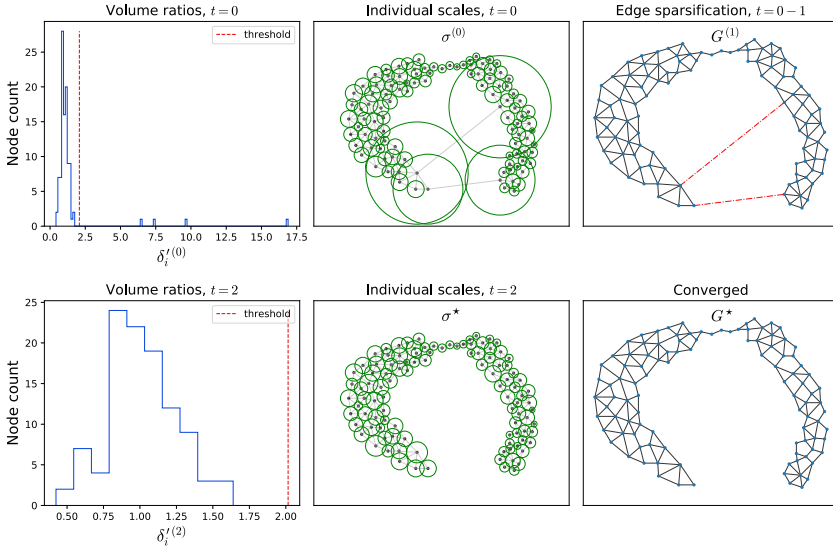 Volume ratios, t=0
Individual scales, t=0
Edge sparsification, t=0−1
threshold
σ^(0)
G^(1)
Node count
25
20
15
10
5
0
0.0 2.5 5.0 7.5 10.0 12.5 15.0 17.5
δ_i′^(0)
Volume ratios, t=2
Individual scales, t=2
Converged
threshold
σ^★
G^★
Node count
25
20
15
10
5
0
0.50 0.75 1.00 1.25 1.50 1.75 2.00
δ_i′^(2)